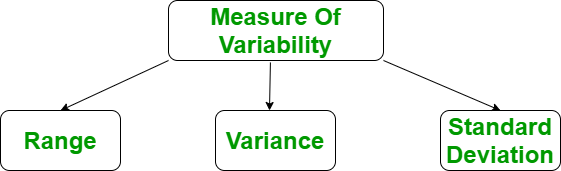 Measure Of
Variability
Range
Variance
Standard
Deviation